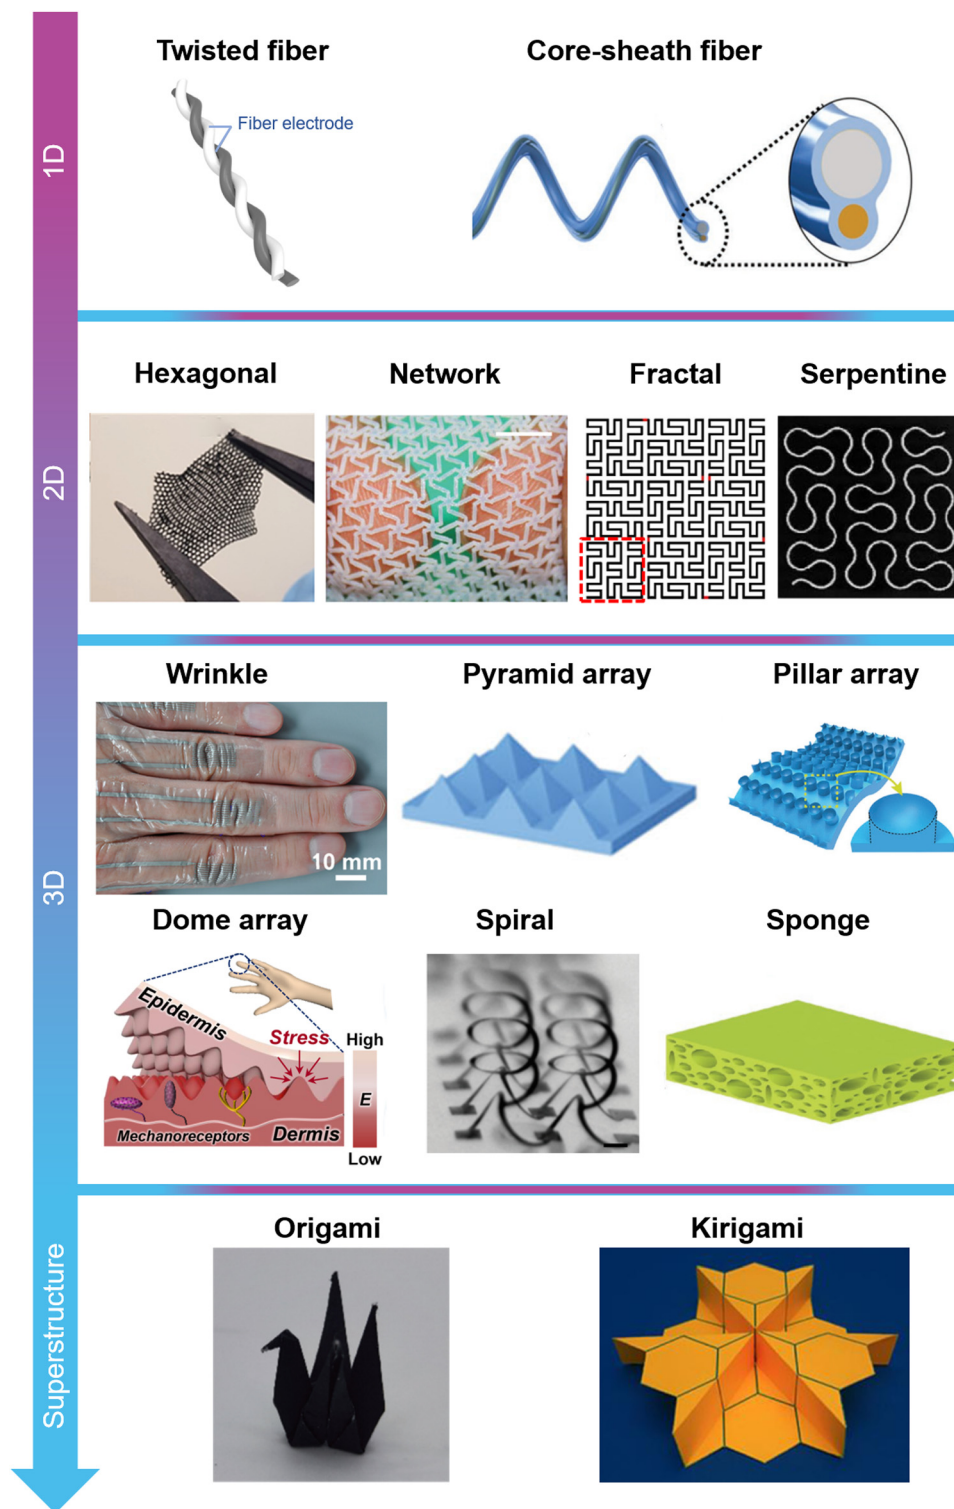 1D
Twisted fiber
Core-sheath fiber
Fiber electrode
2D
Hexagonal
Network
Fractal
Serpentine
3D
Wrinkle
Pyramid array
Pillar array
10 mm
Dome array
Spiral
Sponge
Epidermis
Stress
High
E
Mechanoreceptors
Dermis
Low
Superstructure
Origami
Kirigami